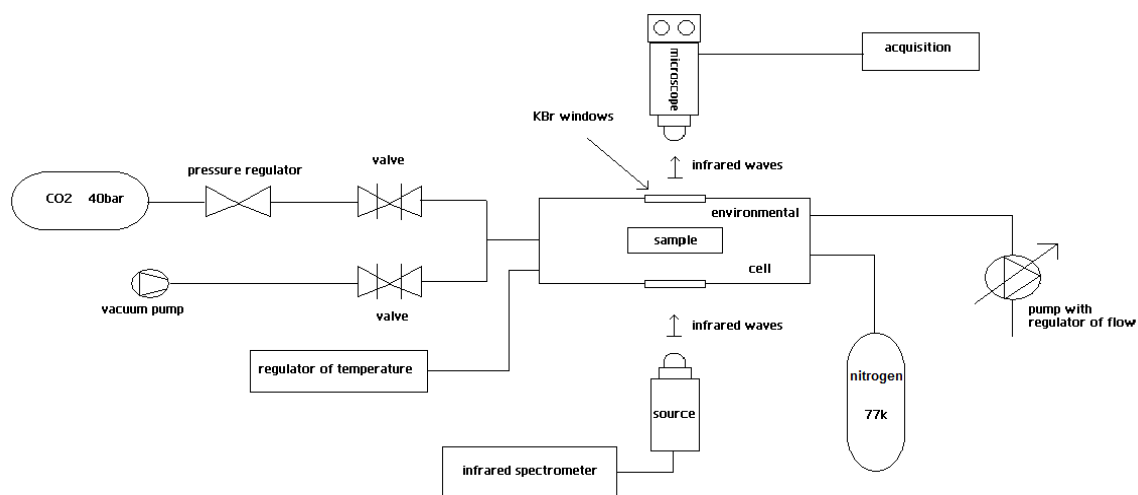 microscope
acquisition
KBr windows
infrared waves
pressure regulator
valve
CO2 40bar
environmental
sample
cell
vacuum pump
valve
infrared waves
pump with
regulator of flow
regulator of temperature
nitrogen
77k
source
infrared spectrometer